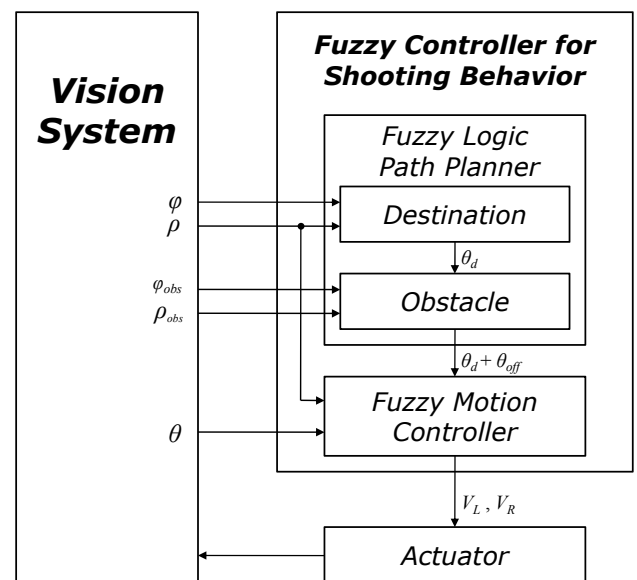 Vision
System
Fuzzy Controller for
Shooting Behavior
Fuzzy Logic
Path Planner
φ
ρ
Destination
θd
φobs
ρobs
Obstacle
θd + θoff
Fuzzy Motion
Controller
θ
VL , VR
Actuator